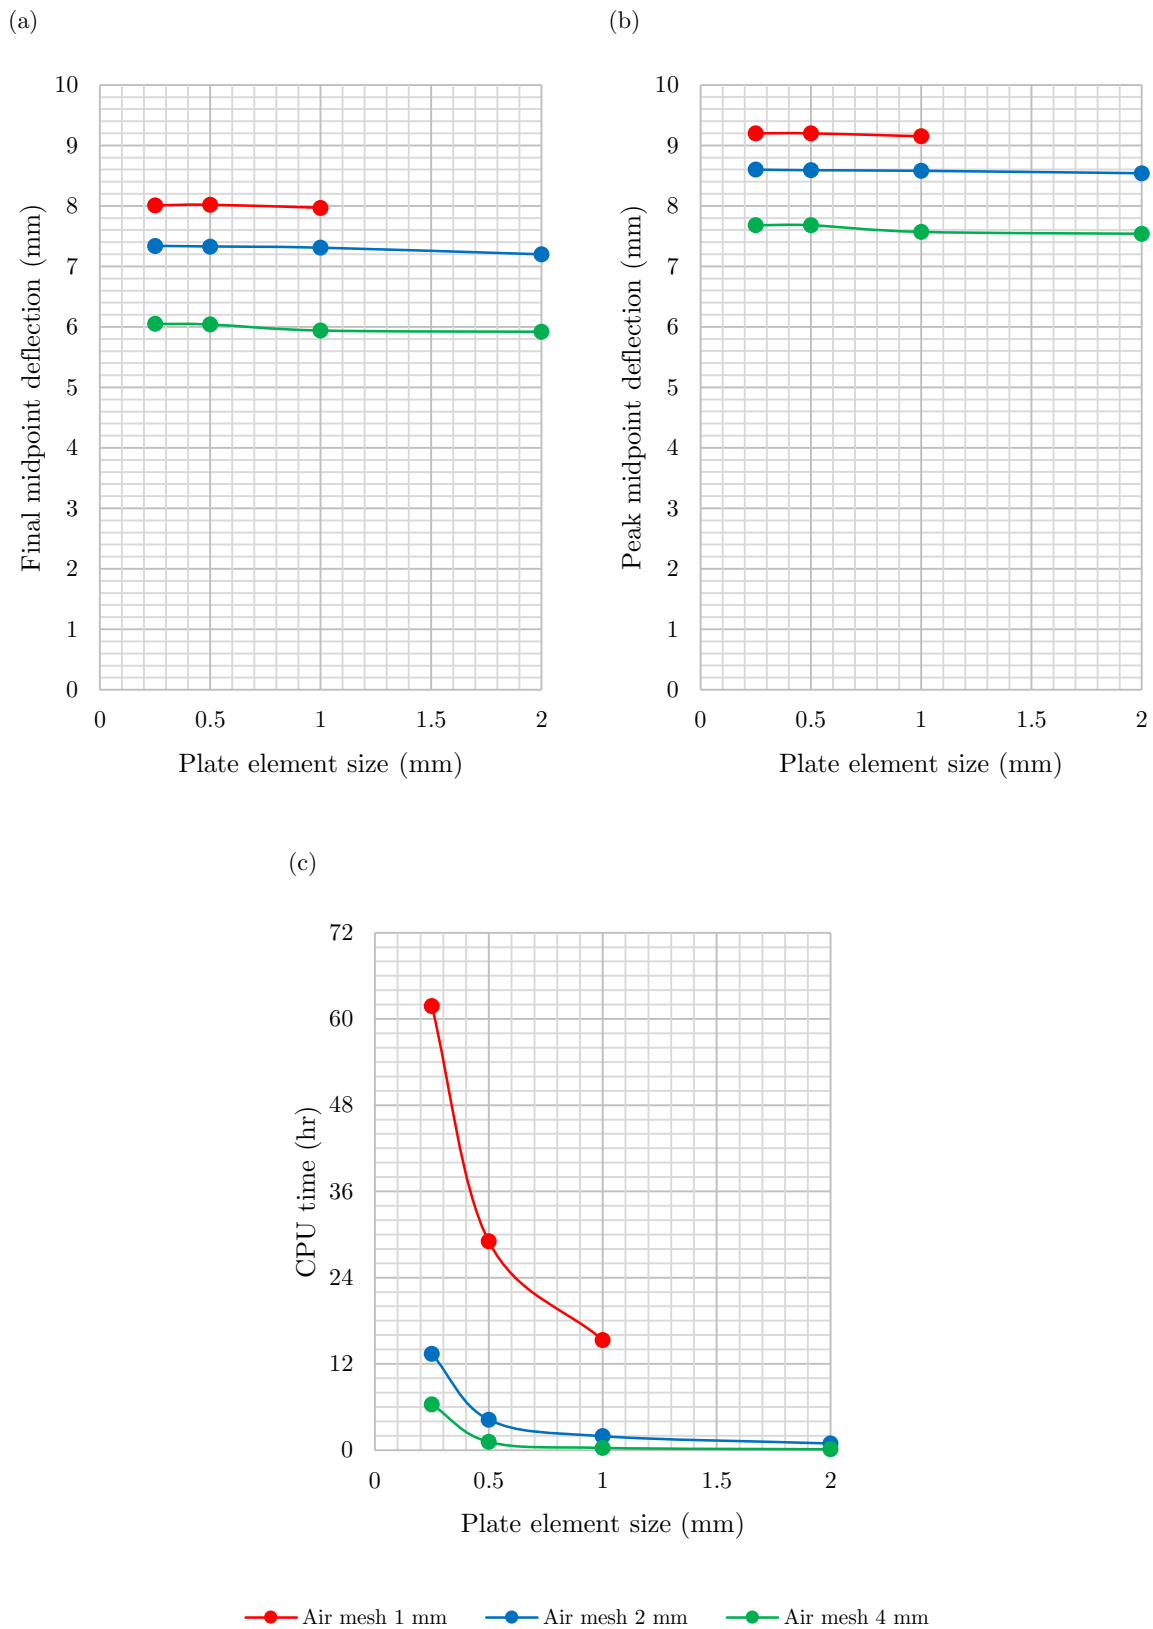 (a)
(b)
10
9
8
7
6
5
4
3
2
1
0
Final midpoint deflection (mm)
0 0.5 1 1.5 2
Plate element size (mm)
10
9
8
7
6
5
4
3
2
1
0
Peak midpoint deflection (mm)
0 0.5 1 1.5 2
Plate element size (mm)
(c)
72
60
48
36
24
12
0
CPU time (hr)
0 0.5 1 1.5 2
Plate element size (mm)
Air mesh 1 mm Air mesh 2 mm Air mesh 4 mm